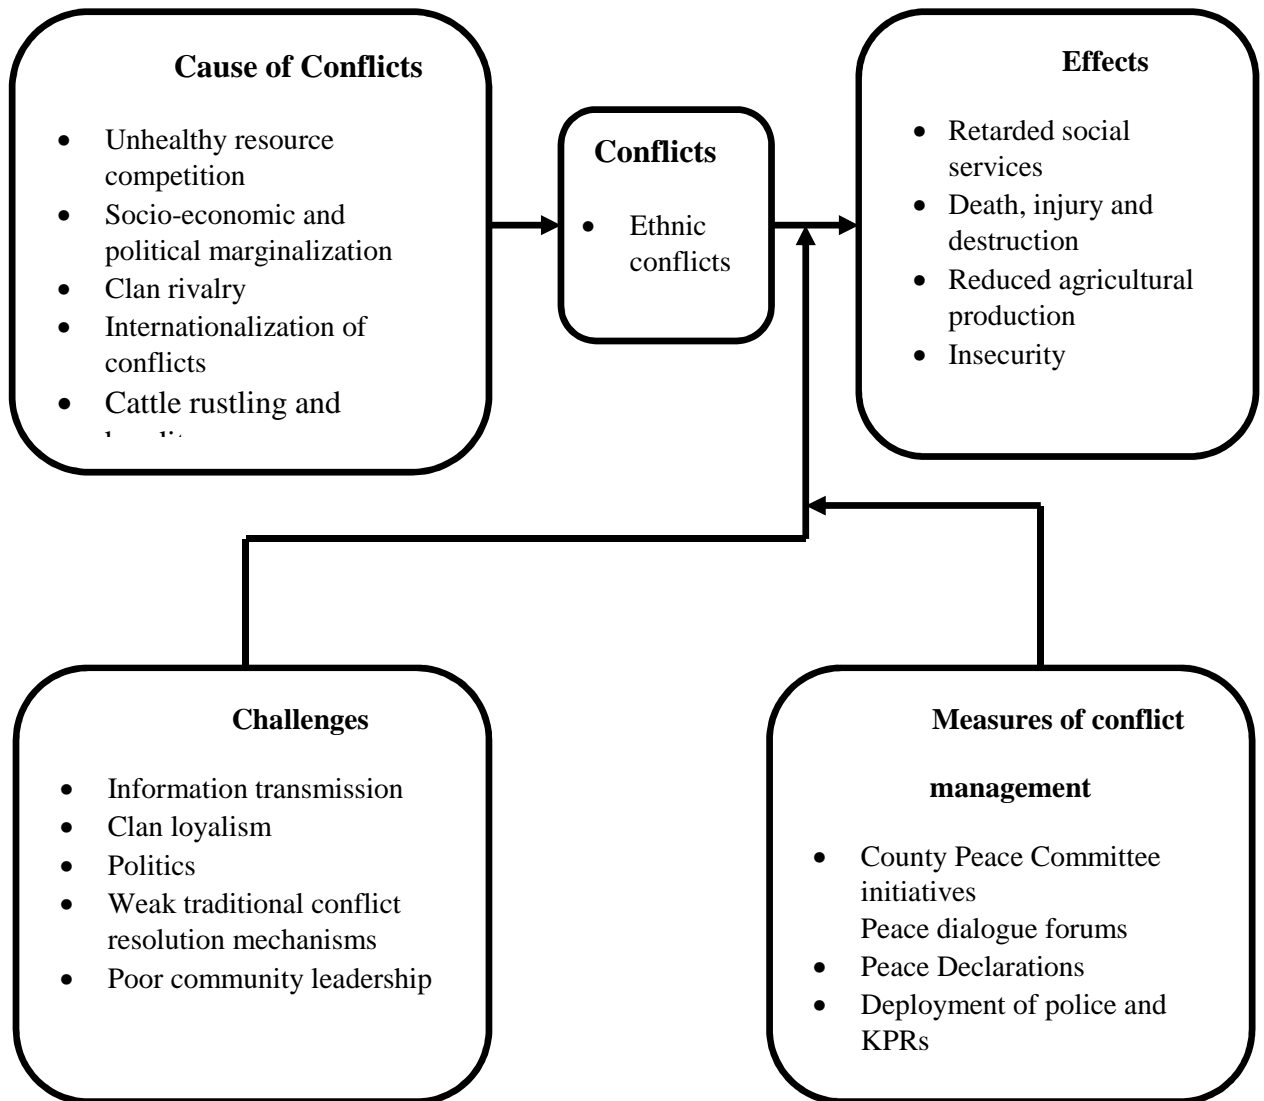 Cause of Conflicts
• Unhealthy resource
competition
• Socio-economic and
political marginalization
• Clan rivalry
• Internationalization of
conflicts
• Cattle rustling and
Conflicts
• Ethnic
conflicts
Effects
• Retarded social
services
• Death, injury and
destruction
• Reduced agricultural
production
• Insecurity
Challenges
• Information transmission
• Clan loyalism
• Politics
• Weak traditional conflict
resolution mechanisms
• Poor community leadership
Measures of conflict
management
• County Peace Committee
initiatives
Peace dialogue forums
• Peace Declarations
• Deployment of police and
KPRs